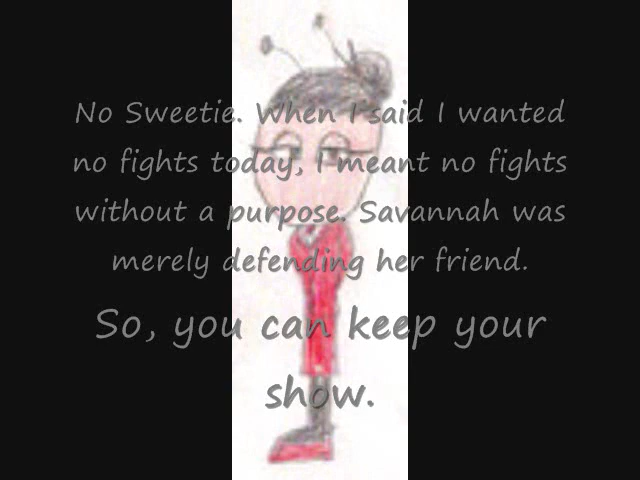 No Sweetie. When I said I wanted
no fights today, I meant no fights
without a purpose. Savannah was
merely defending her friend.
So, you can keep your
show.